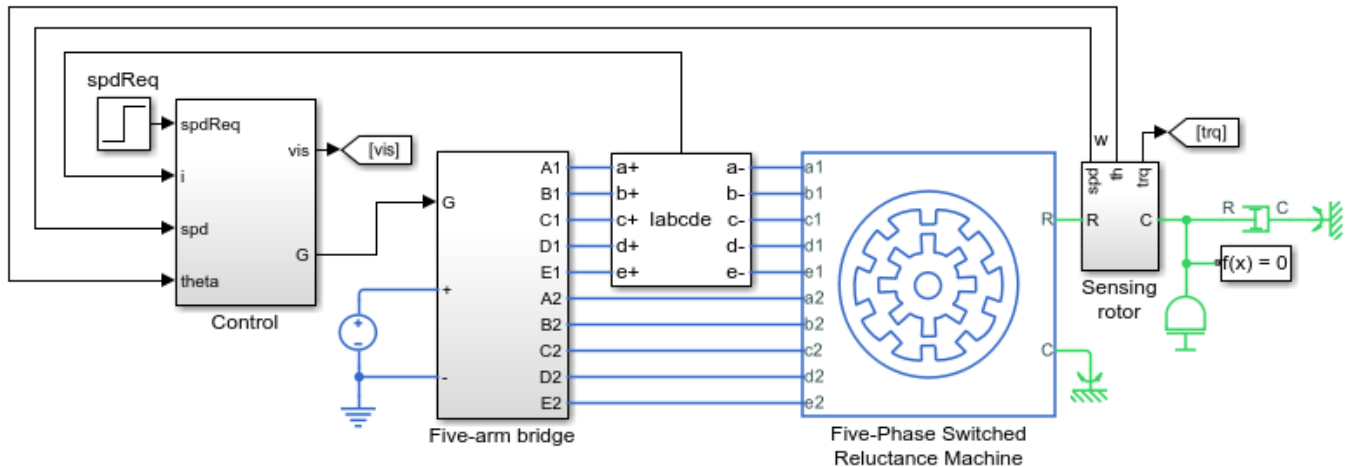 spdReq
spdReq
i
spd
theta
vis
G
Control
[vis]
G
+
-
A1
B1
C1
D1
E1
A2
B2
C2
D2
E2
Five-arm bridge
+
-
a+ a-
b+ b-
c+ Iabcde c-
d+ d-
e+ e-
a1
b1
c1
d1
e1
a2
b2
c2
d2
e2
R
C
Five-Phase Switched
Reluctance Machine
w
spd
th
trq
R C
Sensing
rotor
[trq]
R C
f(x) = 0